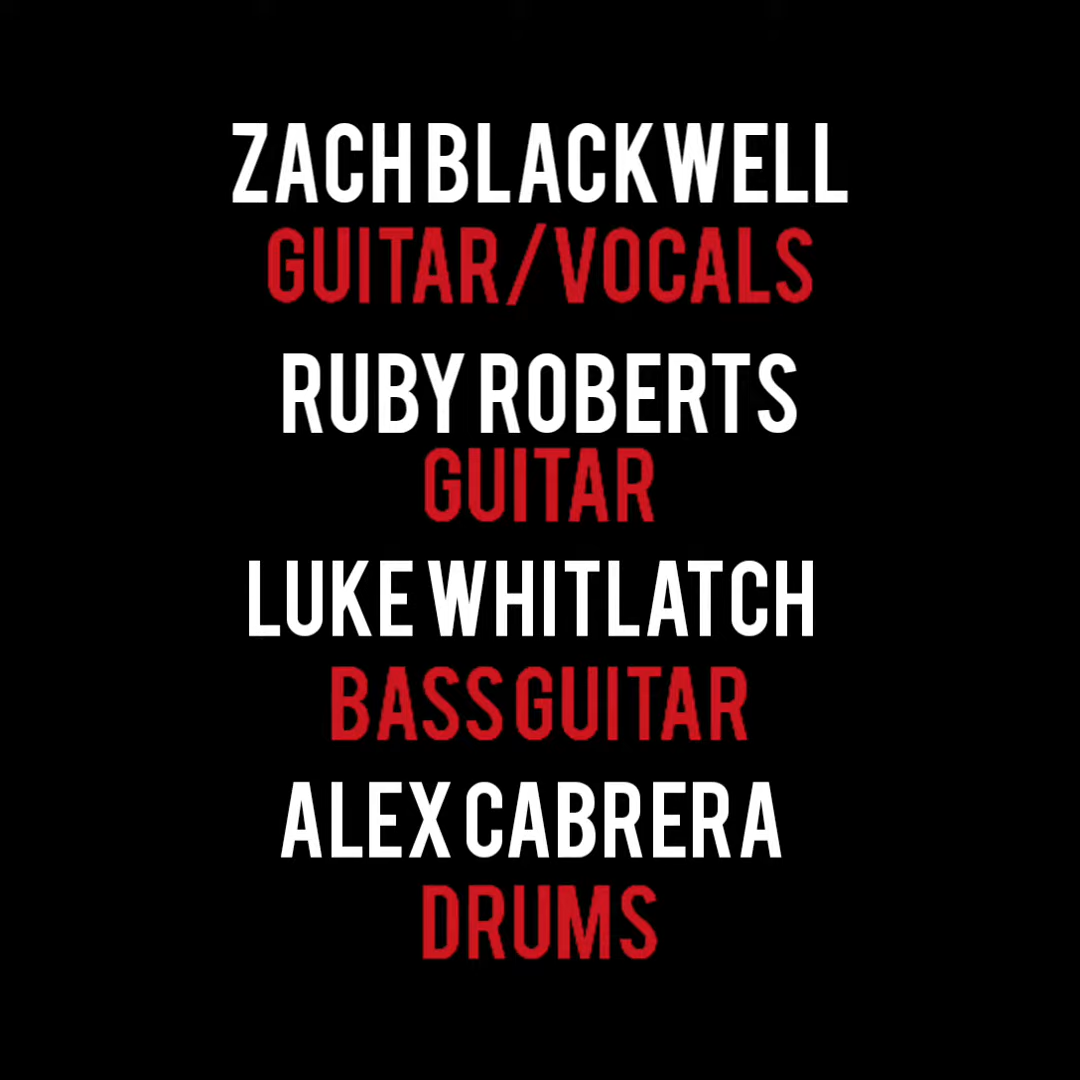 ZACH BLACKWELL
GUITAR/VOCALS
RUBY ROBERTS
GUITAR
LUKE WHITLATCH
BASS GUITAR
ALEX CABRERA
DRUMS